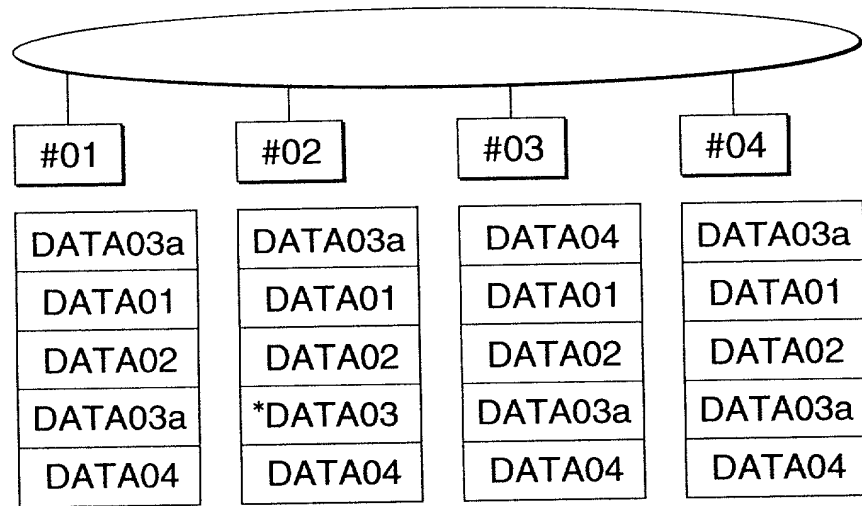 #01 #02 #03 #04
DATA03a DATA03a DATA04 DATA03a
DATA01 DATA01 DATA01 DATA01
DATA02 DATA02 DATA02 DATA02
DATA03a *DATA03 DATA03a DATA03a
DATA04 DATA04 DATA04 DATA04